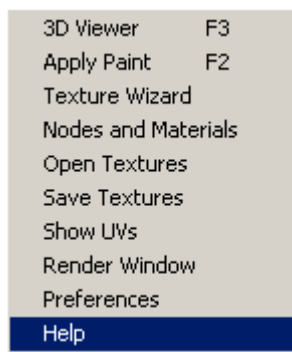 3D Viewer F3
Apply Paint F2
Texture Wizard
Nodes and Materials
Open Textures
Save Textures
Show UVs
Render Window
Preferences
Help